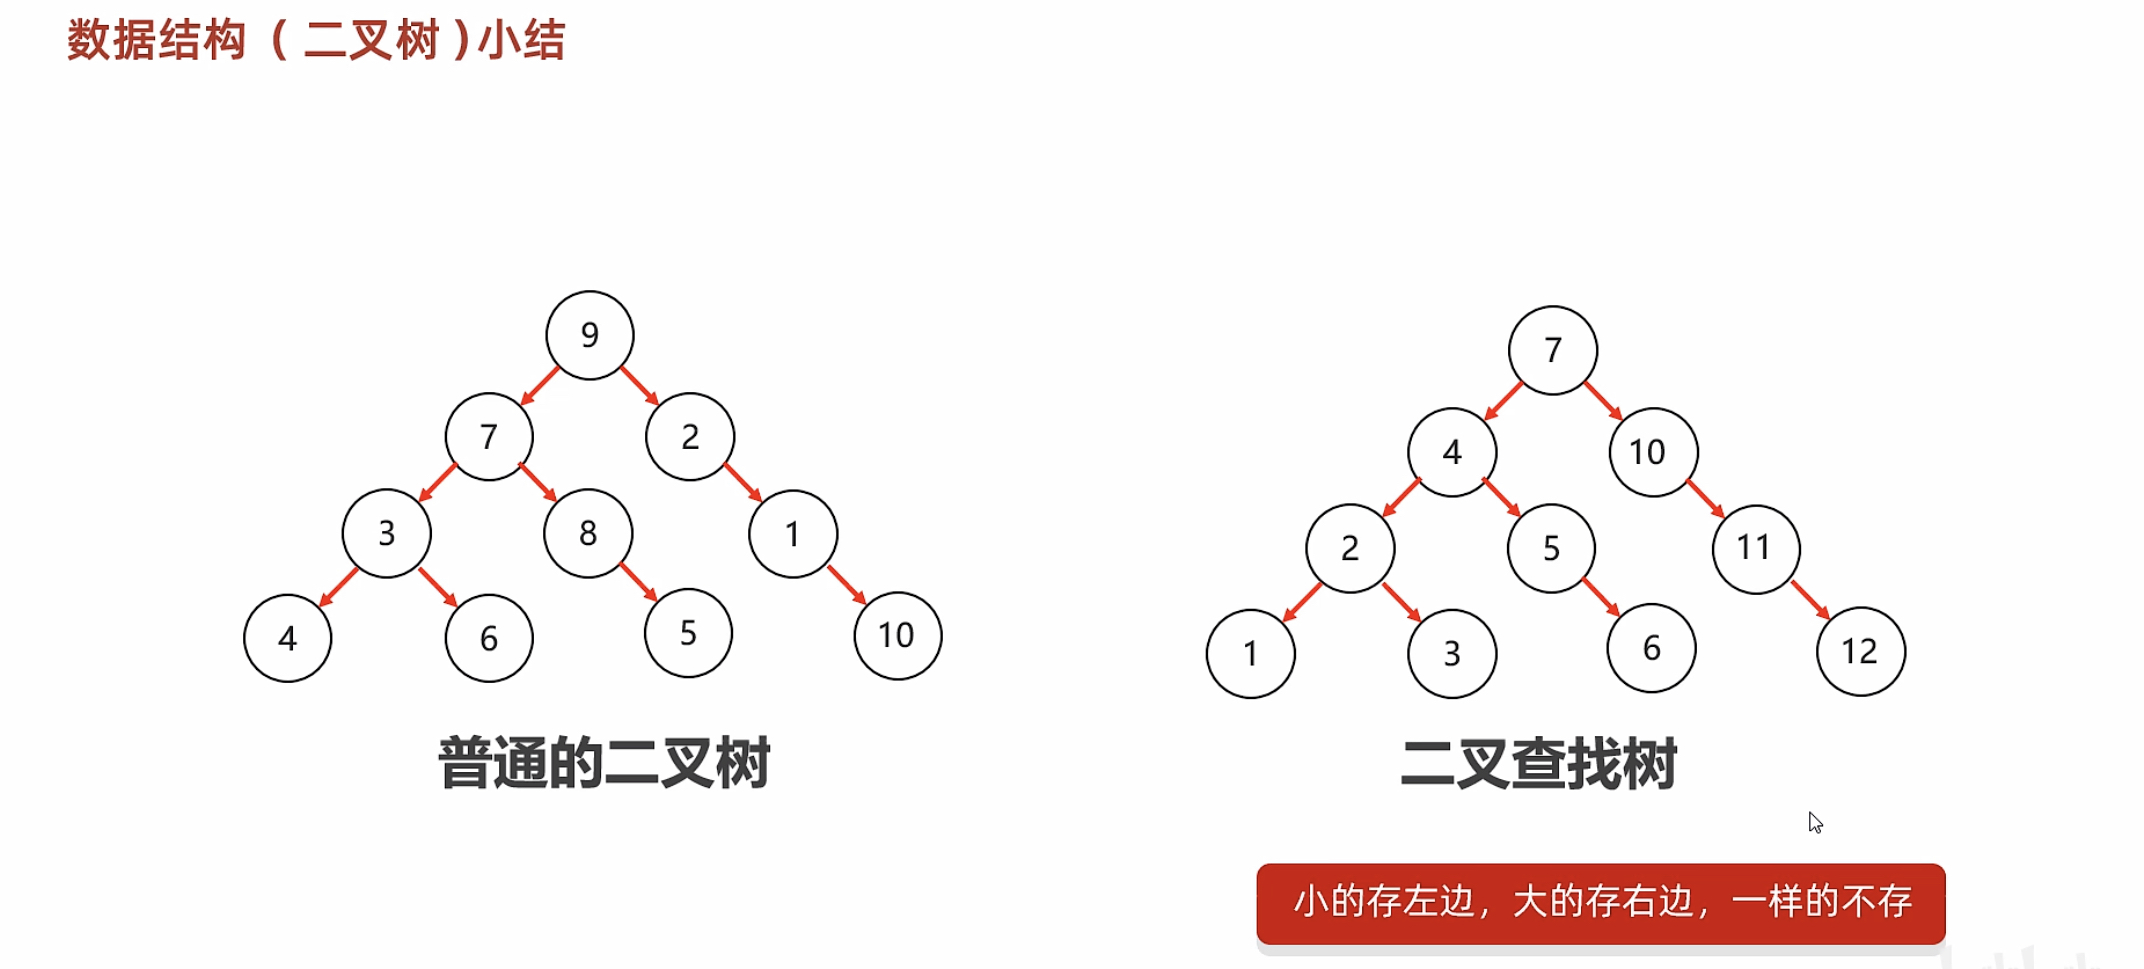 数据结构（二叉树)小结
9
7 2
3 8 1
4 6 5 10
普通的二叉树
7
4 10
2 5 11
1 3 6 12
二叉查找树
小的存左边，大的存右边，一样的不存